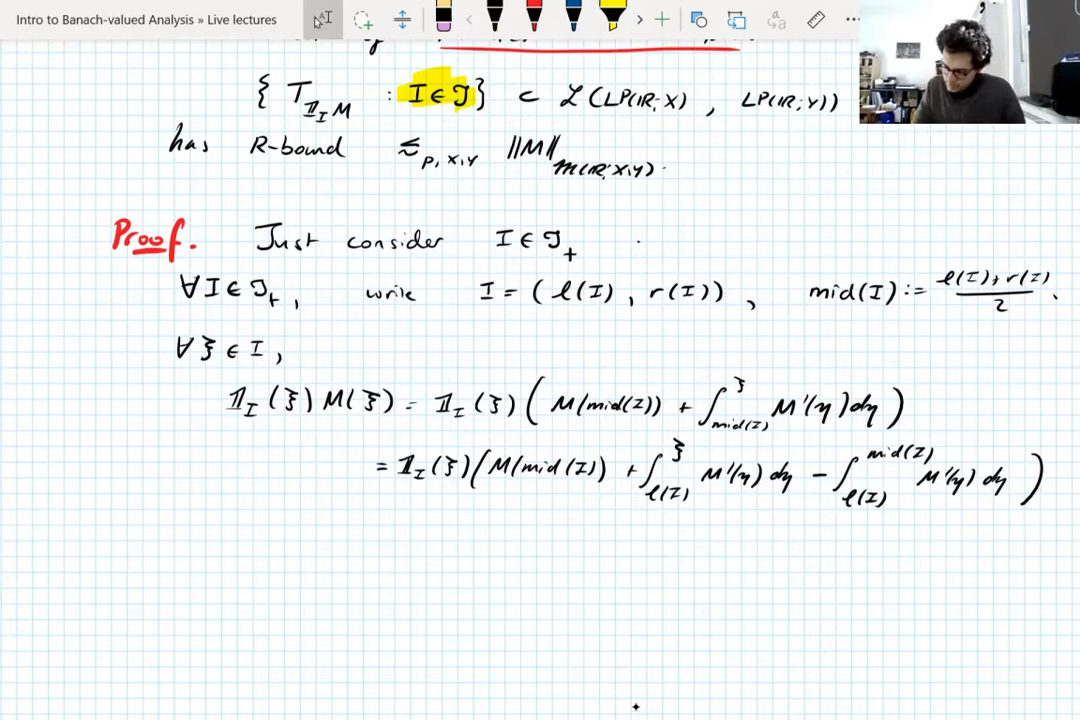 Intro to Banach-valued Analysis » Live lectures
{ T_{𝟙_I M} : I ∈ 𝒥 } ⊂ ℒ(L^p(ℝ; X), L^p(ℝ; Y))
has R-bound ≲_{p, X, Y} ‖M‖_{𝔐(ℝ; X, Y)}.
Proof. Just consider I ∈ 𝒥_+
∀ I ∈ 𝒥_+, write I = (ℓ(I), r(I)), mid(I) := (ℓ(I) + r(I))/2.
∀ ξ ∈ I,
𝟙_I(ξ) M(ξ) = 𝟙_I(ξ) ( M(mid(I)) + ∫_{mid(I)}^{ξ} M'(η) dη )
= 𝟙_I(ξ) ( M(mid(I)) + ∫_{ℓ(I)}^{ξ} M'(η) dη − ∫_{ℓ(I)}^{mid(I)} M'(η) dη )